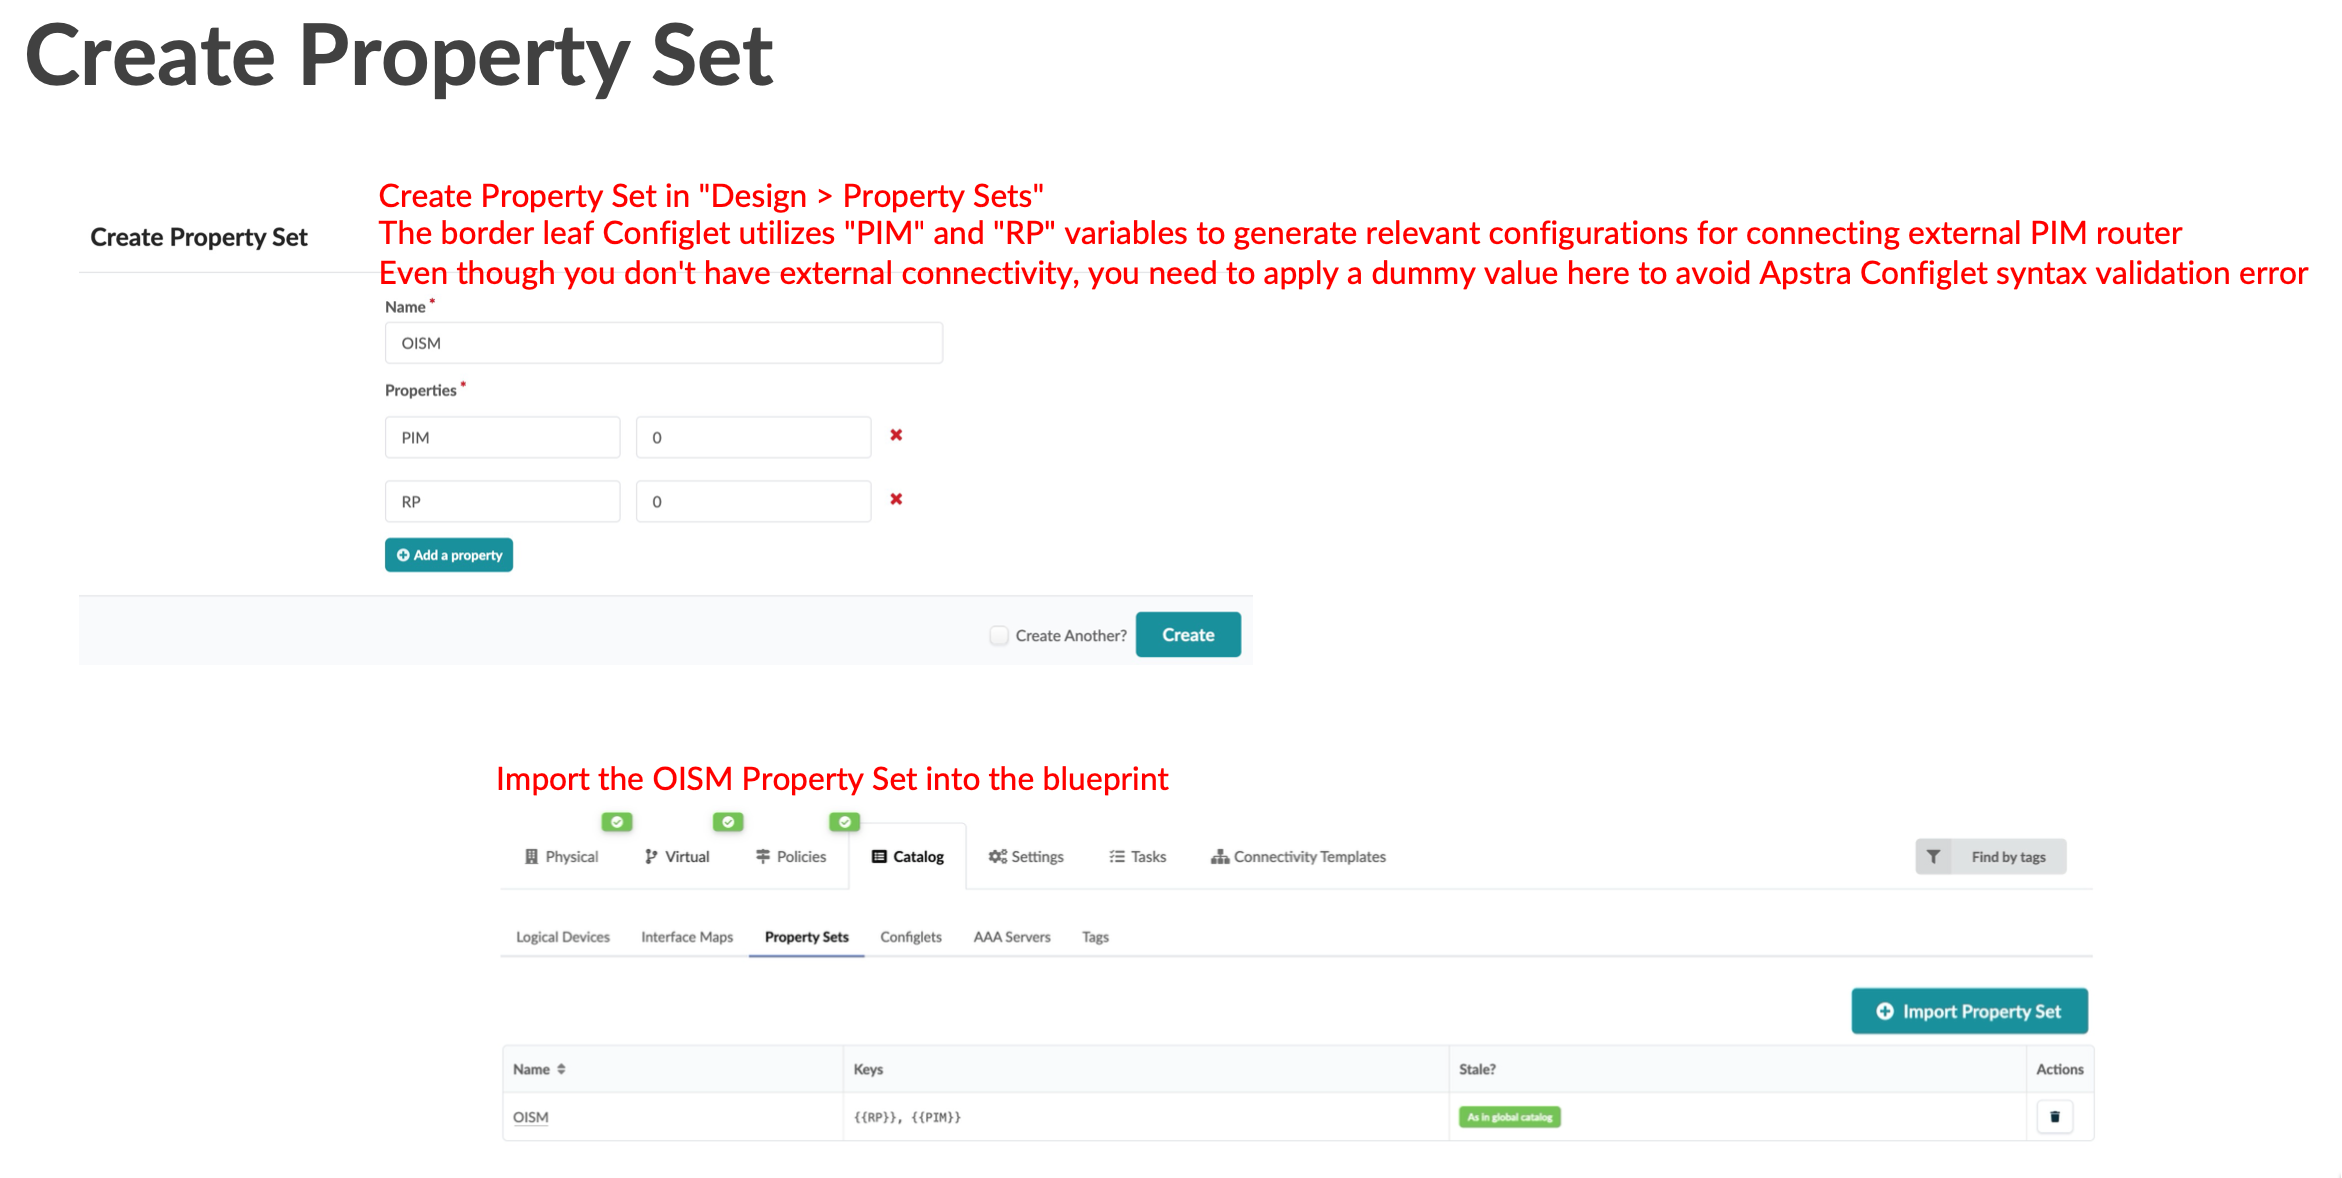 Create Property Set
Create Property Set in "Design > Property Sets"
The border leaf Configlet utilizes "PIM" and "RP" variables to generate relevant configurations for connecting external PIM router
Even though you don't have external connectivity, you need to apply a dummy value here to avoid Apstra Configlet syntax validation error
Create Property Set
Name *
OISM
Properties *
PIM 0
RP 0
Add a property
Create Another? Create
Import the OISM Property Set into the blueprint
Physical Virtual Policies Catalog Settings Tasks Connectivity Templates Find by tags
Logical Devices Interface Maps Property Sets Configlets AAA Servers Tags
Import Property Set
Name Keys Stale? Actions
OISM {{RP}}, {{PIM}} As in global catalog